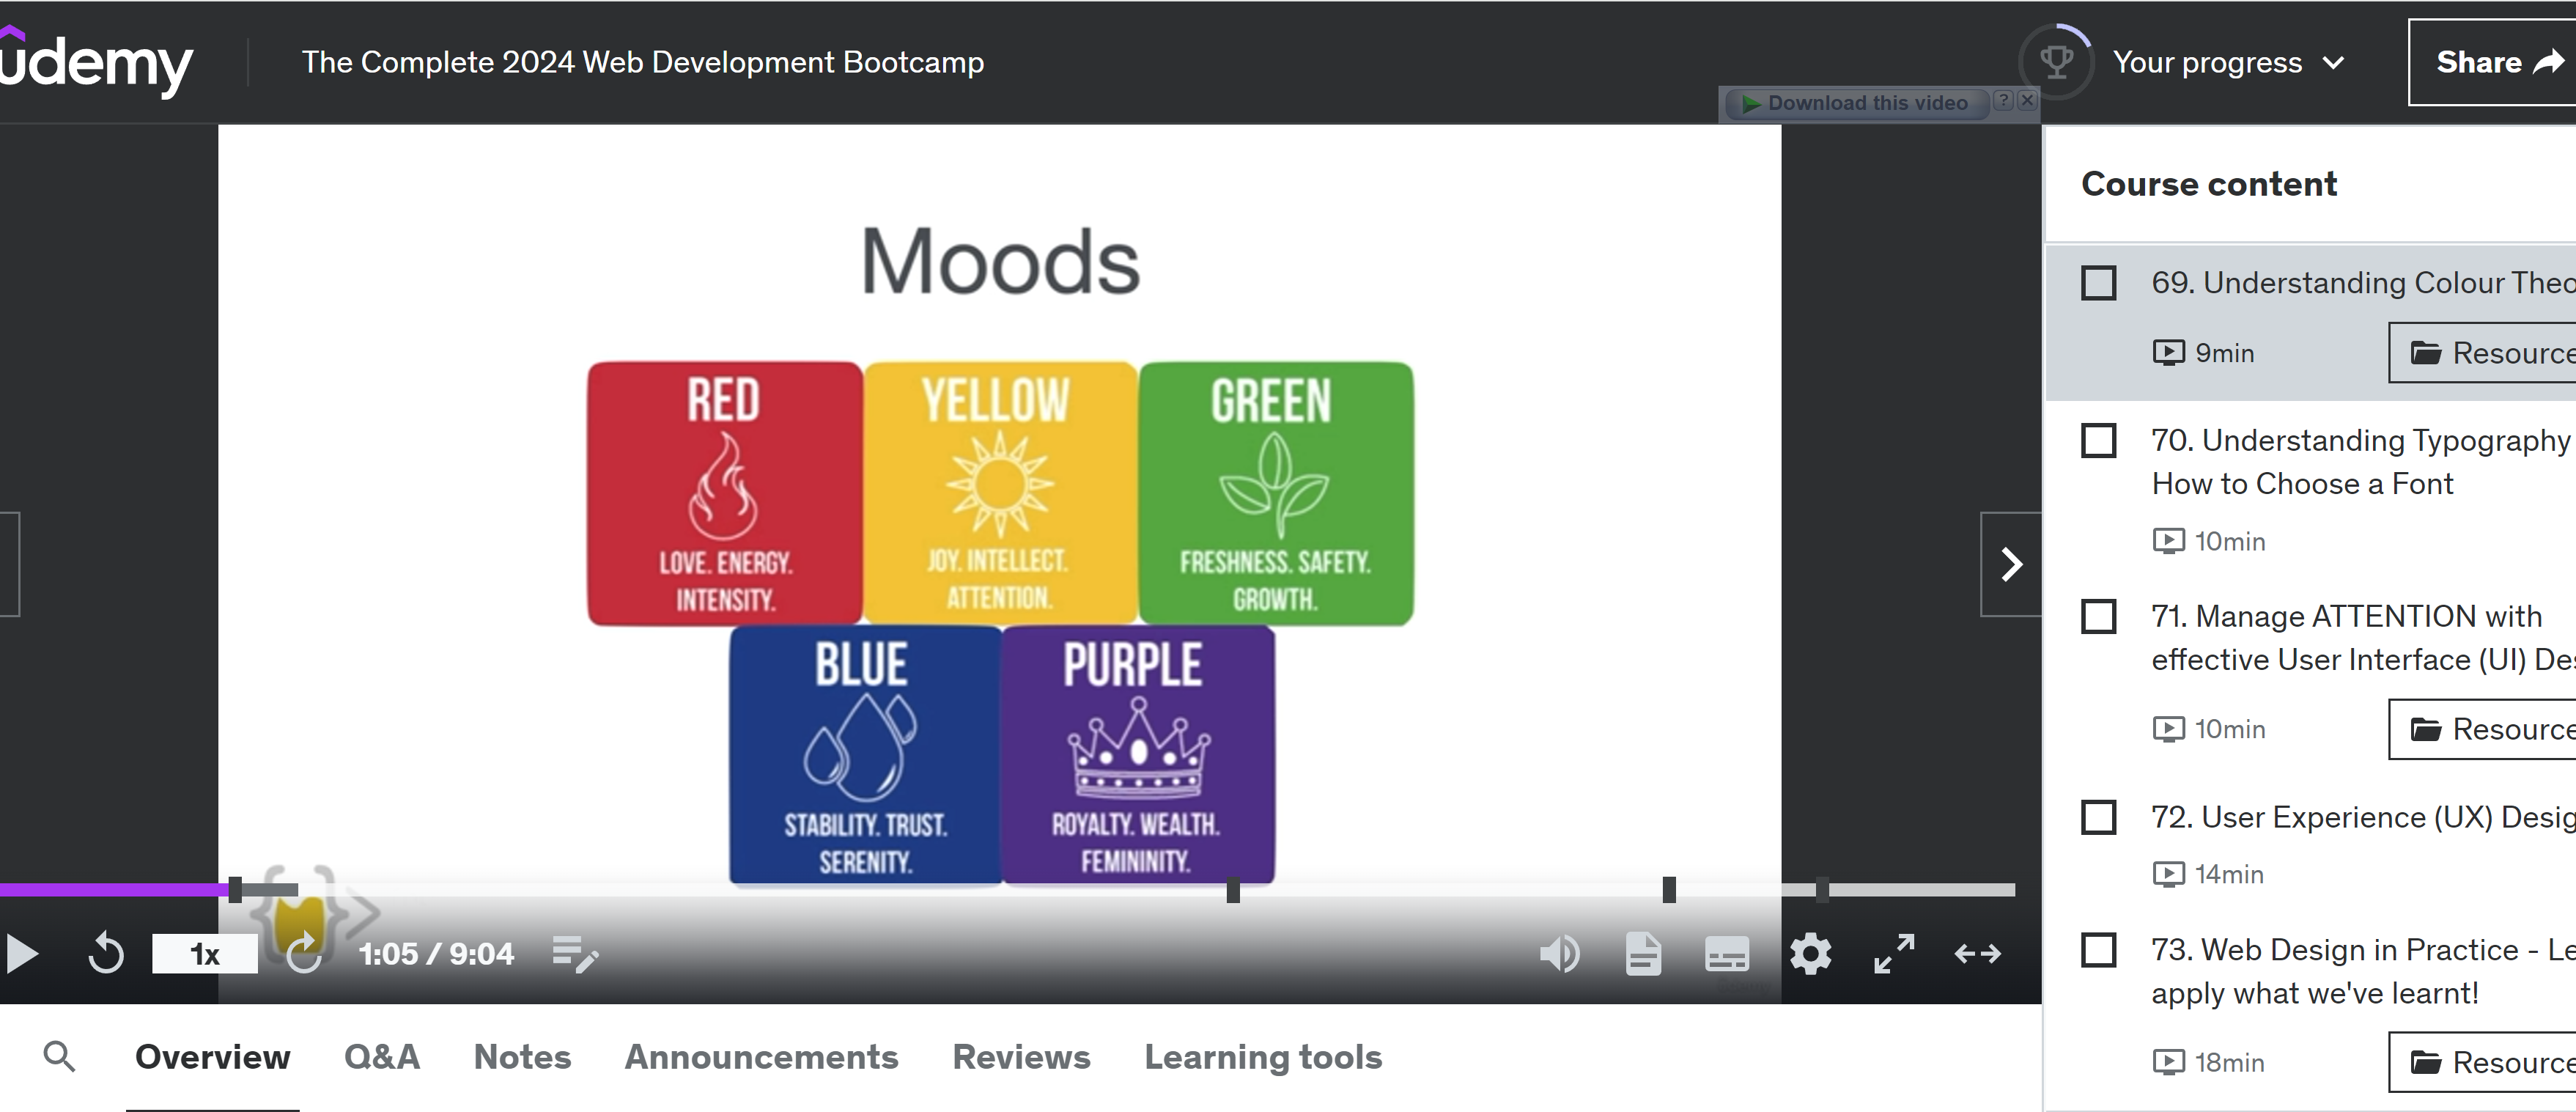 udemy
The Complete 2024 Web Development Bootcamp
Your progress
Share
Download this video
?
Course content
Moods
RED
LOVE. ENERGY.
INTENSITY.
YELLOW
JOY. INTELLECT.
ATTENTION.
GREEN
FRESHNESS. SAFETY.
GROWTH.
BLUE
STABILITY. TRUST.
SERENITY.
PURPLE
ROYALTY. WEALTH.
FEMININITY.
1x
1:05 / 9:04
Overview
Q&A
Notes
Announcements
Reviews
Learning tools
69. Understanding Colour Theo
9min
Resource
70. Understanding Typography
How to Choose a Font
10min
71. Manage ATTENTION with
effective User Interface (UI) Des
10min
Resource
72. User Experience (UX) Desig
14min
73. Web Design in Practice - Le
apply what we've learnt!
18min
Resource